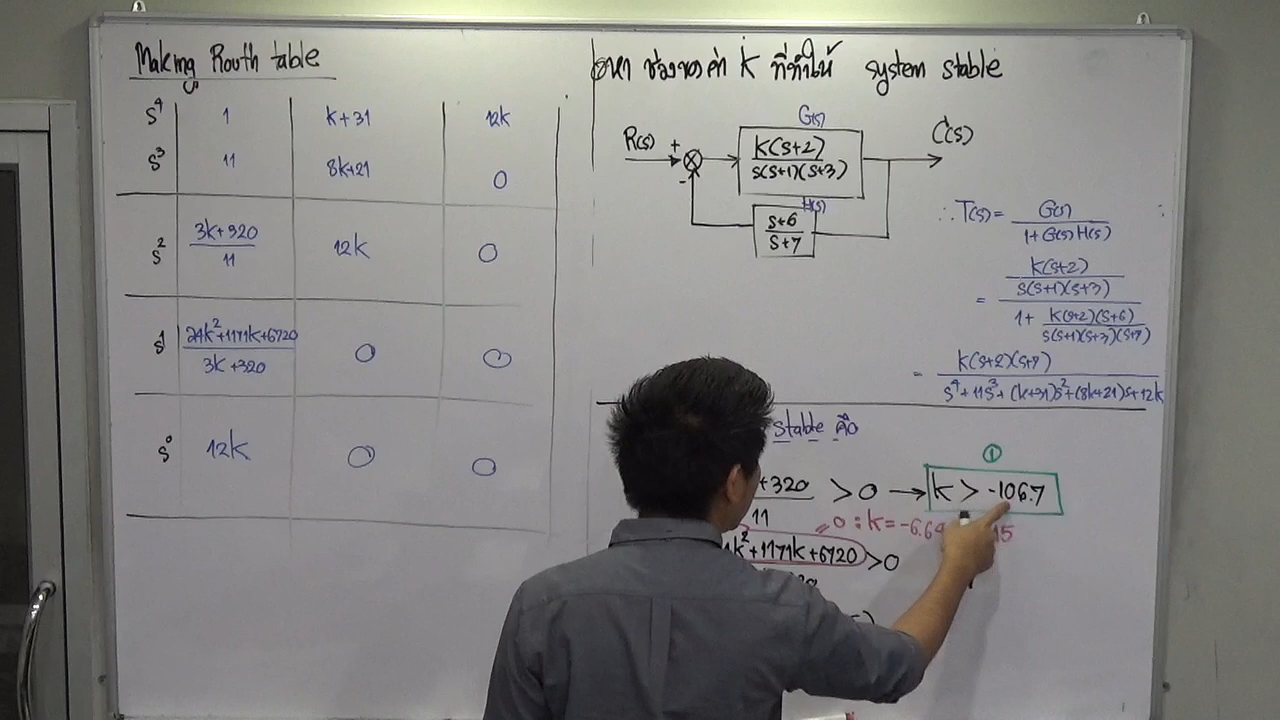 Making Routh table
s⁴ 1 k+31 12k
s³ 11 8k+21 0
3k+320
s² 11 12k 0
24k²+1171k+6720
s¹ 3k+320 0 0
s⁰ 12k 0 0
หา ช่วงของค่า k ที่ทำให้ system stable
G(s)
R(s) + k(s+2) C(s)
- s(s+1)(s+3)
H(s)
s+6
s+7
∴ T(s) = G(s)
1+G(s)H(s)
k(s+2)
= s(s+1)(s+3)
1+ k(s+2)(s+6)
s(s+1)(s+3)(s+7)
= k(s+2)(s+7)
s⁴+11s³+(k+31)s²+(8k+21)s+12k
stable คือ
①
+320 >0 → k > -106.7
11
=0 : k = -6.6
k²+1171k+6720 >0